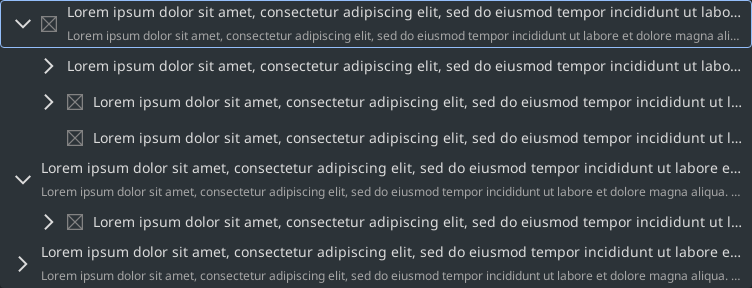 Lorem ipsum dolor sit amet, consectetur adipiscing elit, sed do eiusmod tempor incididunt ut labo...
Lorem ipsum dolor sit amet, consectetur adipiscing elit, sed do eiusmod tempor incididunt ut labore et dolore magna ali...
Lorem ipsum dolor sit amet, consectetur adipiscing elit, sed do eiusmod tempor incididunt ut labo...
Lorem ipsum dolor sit amet, consectetur adipiscing elit, sed do eiusmod tempor incididunt ut l...
Lorem ipsum dolor sit amet, consectetur adipiscing elit, sed do eiusmod tempor incididunt ut l...
Lorem ipsum dolor sit amet, consectetur adipiscing elit, sed do eiusmod tempor incididunt ut labore e...
Lorem ipsum dolor sit amet, consectetur adipiscing elit, sed do eiusmod tempor incididunt ut labore et dolore magna aliqua. ...
Lorem ipsum dolor sit amet, consectetur adipiscing elit, sed do eiusmod tempor incididunt ut l...
Lorem ipsum dolor sit amet, consectetur adipiscing elit, sed do eiusmod tempor incididunt ut labore e...
Lorem ipsum dolor sit amet, consectetur adipiscing elit, sed do eiusmod tempor incididunt ut labore et dolore magna aliqua. ...